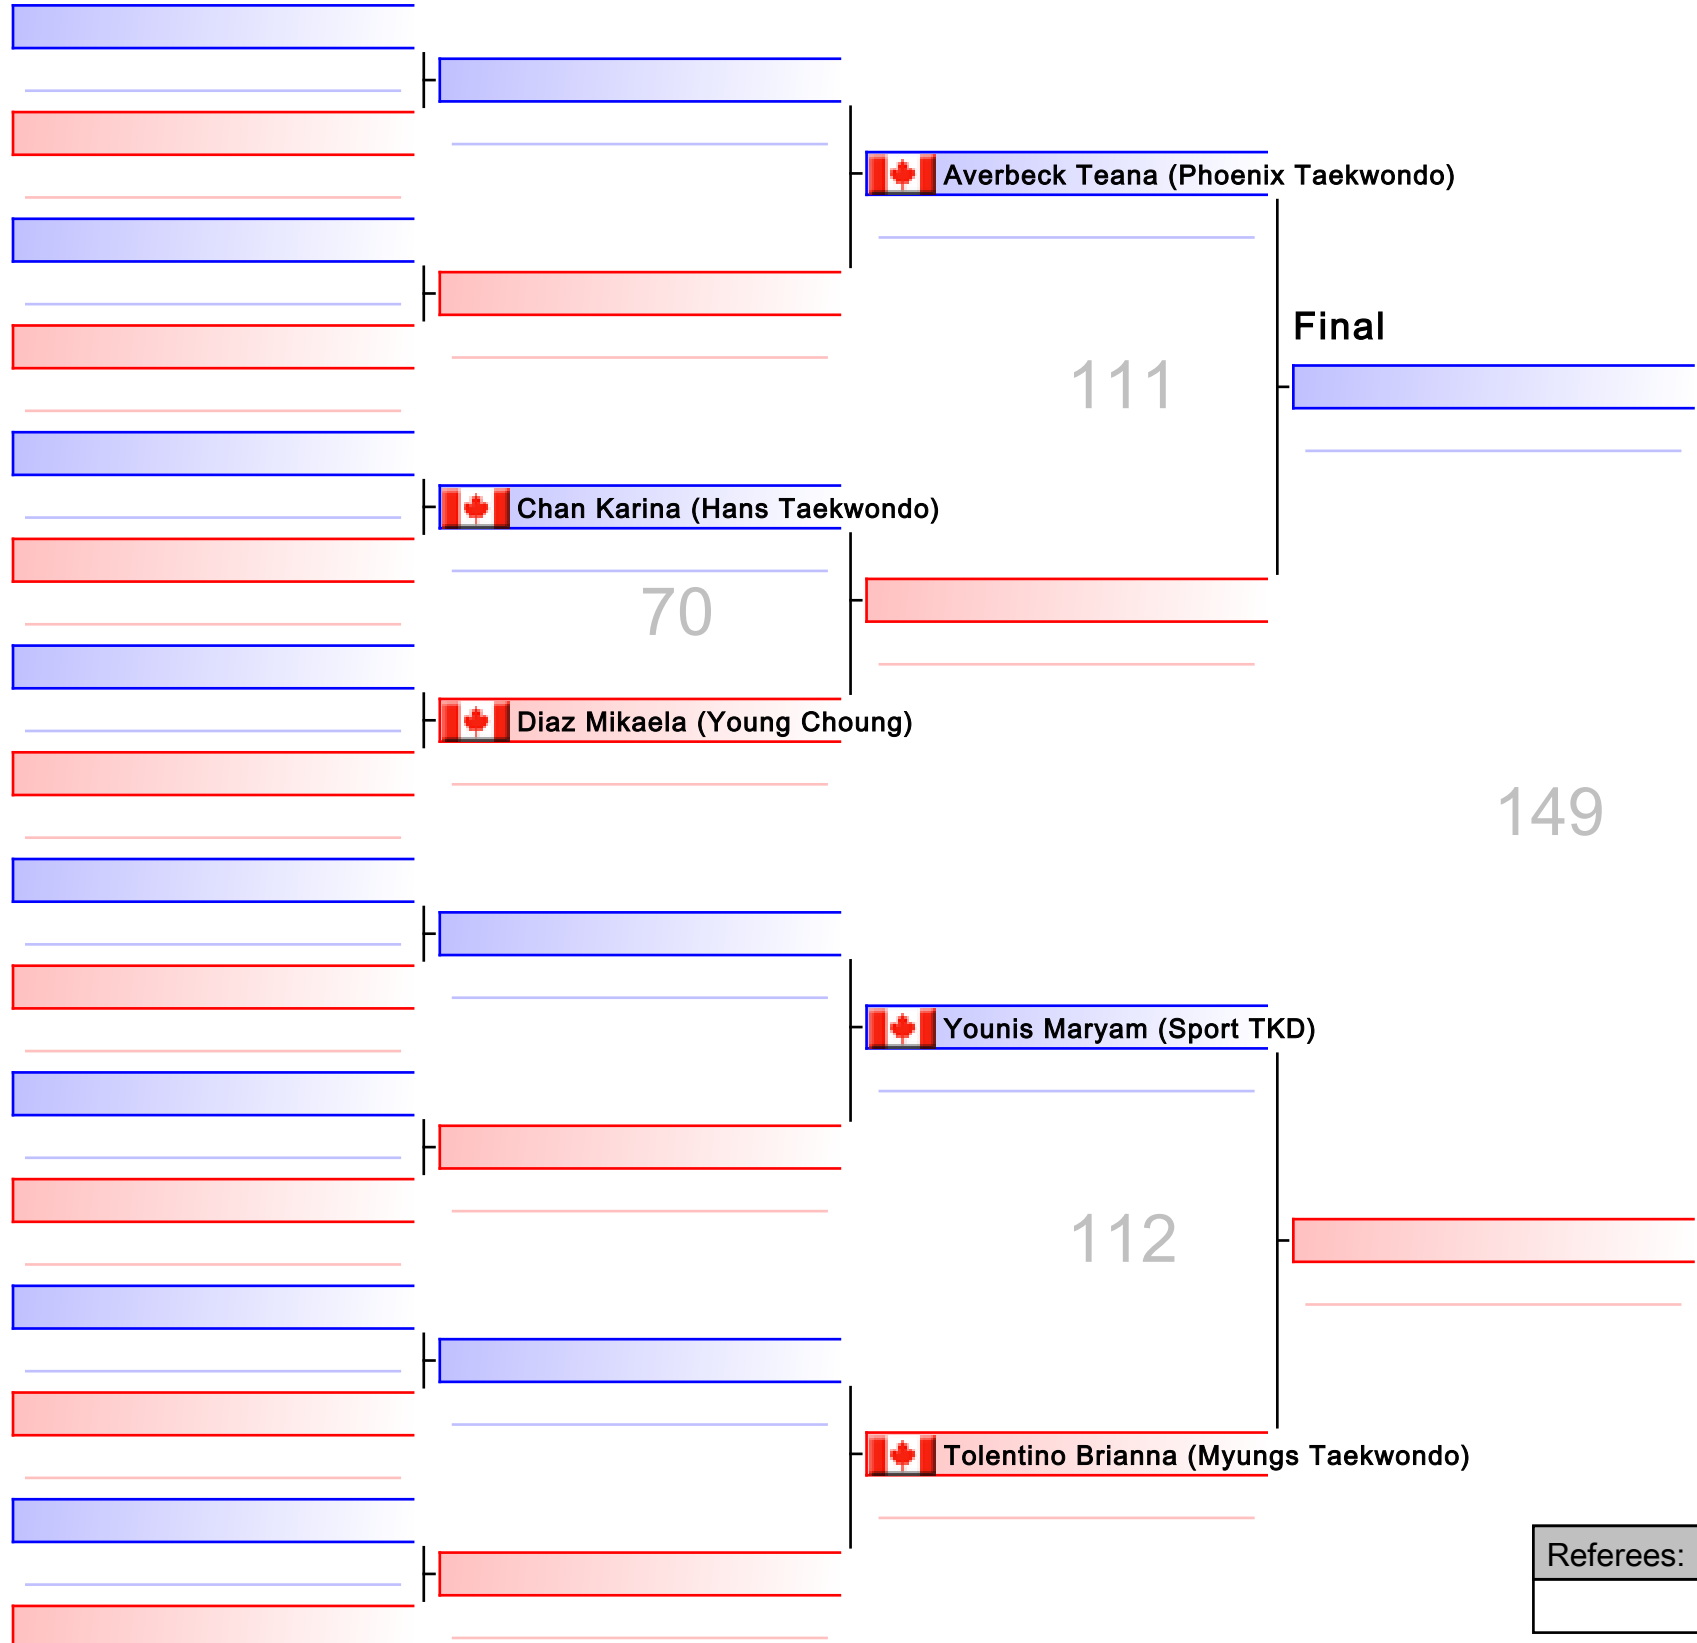 Averbeck Teana (Phoenix Taekwondo)
Final
111
Chan Karina (Hans Taekwondo)
70
Diaz Mikaela (Young Choung)
149
Younis Maryam (Sport TKD)
112
Tolentino Brianna (Myungs Taekwondo)
Referees: